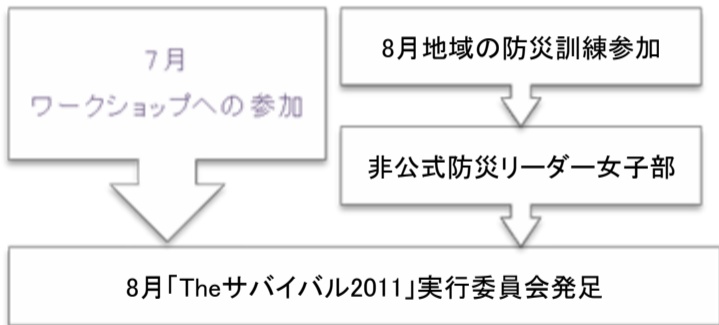 7月
ワークショップへの参加
8月地域の防災訓練参加
非公式防災リーダー女子部
8月｢Theサバイバル2011｣実行委員会発足